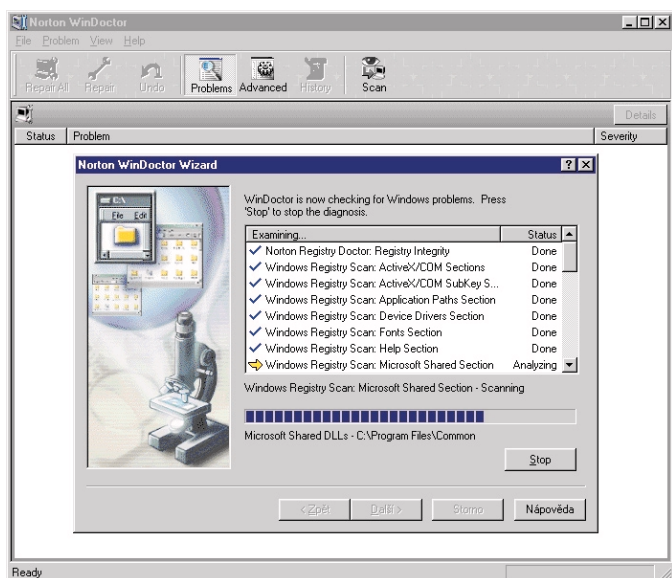 Norton WinDoctor
File Problem View Help
Repair All Repair Undo Problems Advanced History Scan
Details
Status Problem Severity
Norton WinDoctor Wizard
C:\
File Edi
WinDoctor is now checking for Windows problems. Press
'Stop' to stop the diagnosis.
Examining... Status
Norton Registry Doctor: Registry Integrity Done
Windows Registry Scan: ActiveX/COM Sections Done
Windows Registry Scan: ActiveX/COM SubKey S... Done
Windows Registry Scan: Application Paths Section Done
Windows Registry Scan: Device Drivers Section Done
Windows Registry Scan: Fonts Section Done
Windows Registry Scan: Help Section Done
Windows Registry Scan: Microsoft Shared Section Analyzing
Windows Registry Scan: Microsoft Shared Section - Scanning
Microsoft Shared DLLs - C:\Program Files\Common
Stop
< Zpět Další > Storno Nápověda
Ready